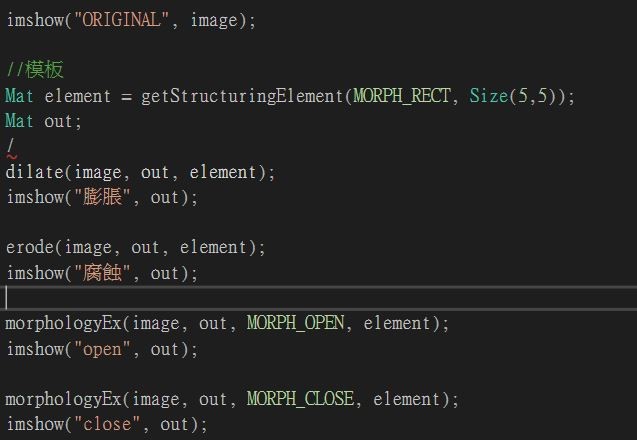 imshow("ORIGINAL", image);
//模板
Mat element = getStructuringElement(MORPH_RECT, Size(5,5));
Mat out;
/
dilate(image, out, element);
imshow("膨脹", out);
erode(image, out, element);
imshow("腐蝕", out);
morphologyEx(image, out, MORPH_OPEN, element);
imshow("open", out);
morphologyEx(image, out, MORPH_CLOSE, element);
imshow("close", out);